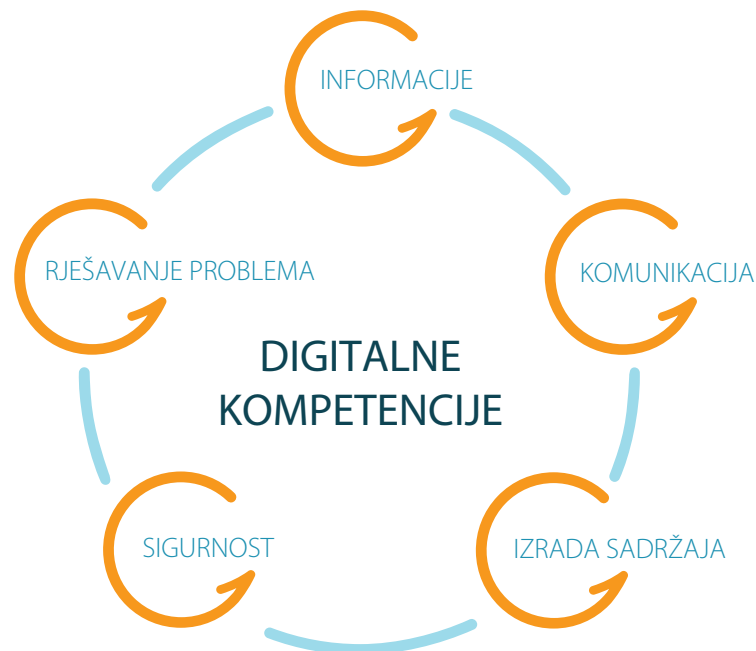 INFORMACIJE
RJEŠAVANJE PROBLEMA
KOMUNIKACIJA
DIGITALNE
KOMPETENCIJE
SIGURNOST
IZRADA SADRŽAJA